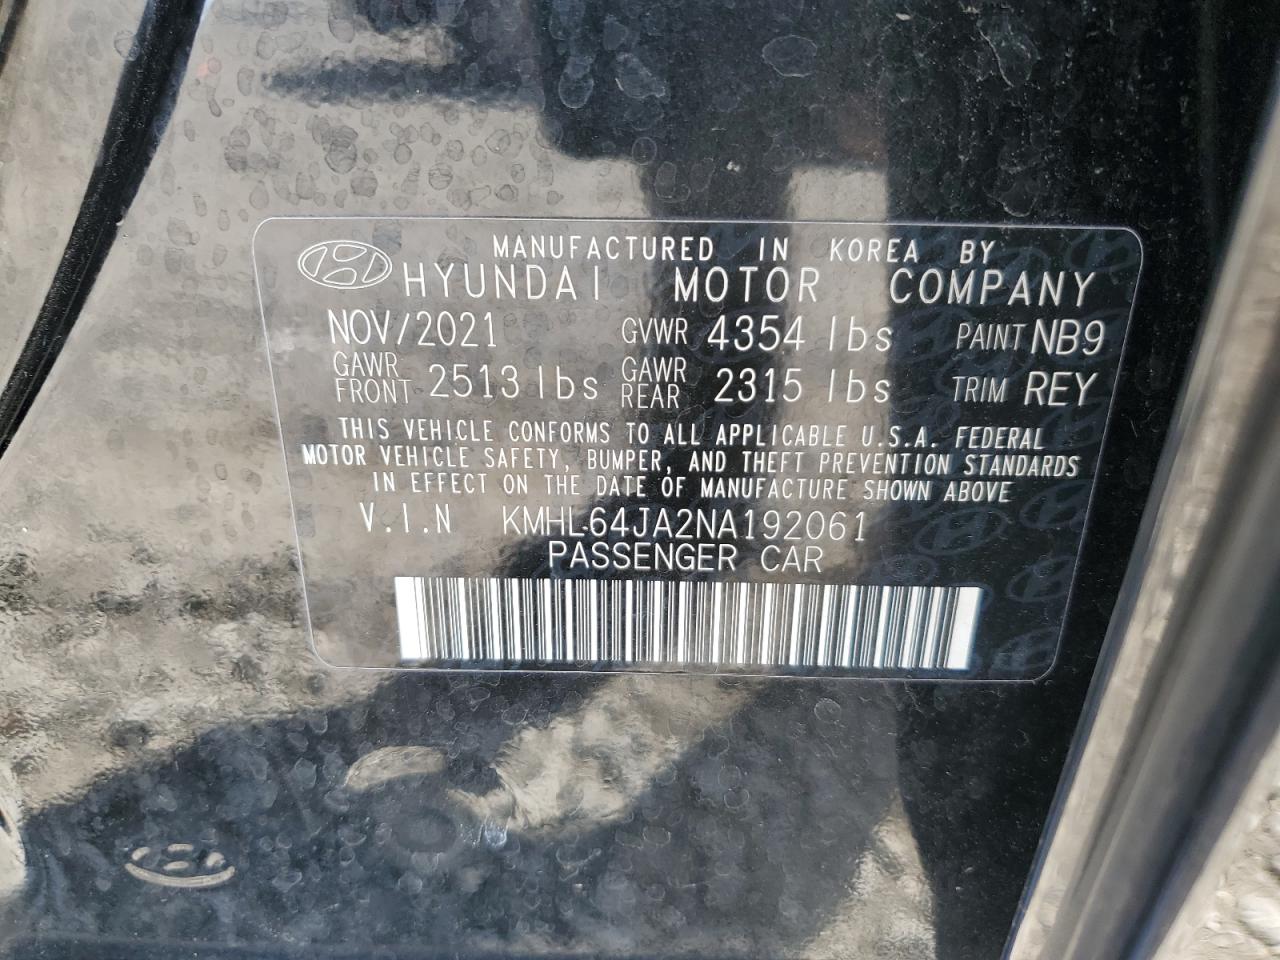 MANUFACTURED IN KOREA BY
HYUNDAI MOTOR COMPANY
NOV/2021 GVWR 4354 lbs PAINT NB9
GAWR FRONT 2513 lbs GAWR REAR 2315 lbs TRIM REY
THIS VEHICLE CONFORMS TO ALL APPLICABLE U.S.A. FEDERAL
MOTOR VEHICLE SAFETY, BUMPER, AND THEFT PREVENTION STANDARDS
IN EFFECT ON THE DATE OF MANUFACTURE SHOWN ABOVE
V.I.N KMHL64JA2NA192061
PASSENGER CAR